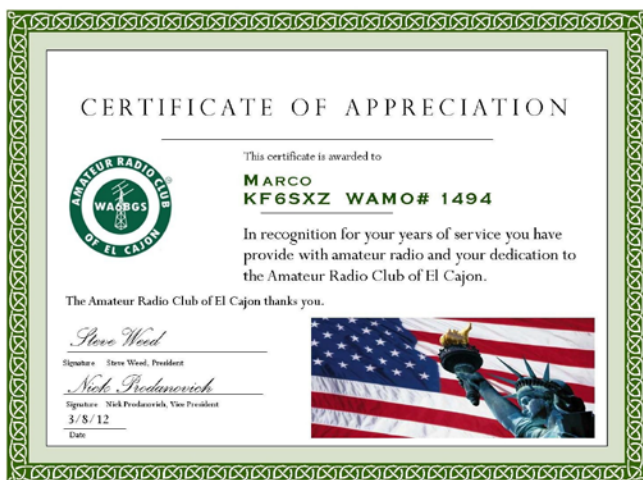 CERTIFICATE OF APPRECIATION
This certificate is awarded to
MARCO
KF6SXZ WAMO# 1494
AMATEUR RADIO CLUB
®
WA6BGS
OF EL CAJON
In recognition for your years of service you have
provide with amateur radio and your dedication to
the Amateur Radio Club of El Cajon.
The Amateur Radio Club of El Cajon thanks you.
Steve Weed
Signature Steve Weed, President
Nick Prodanovich
Signature Nick Prodanovich, Vice President
3/8/12
Date